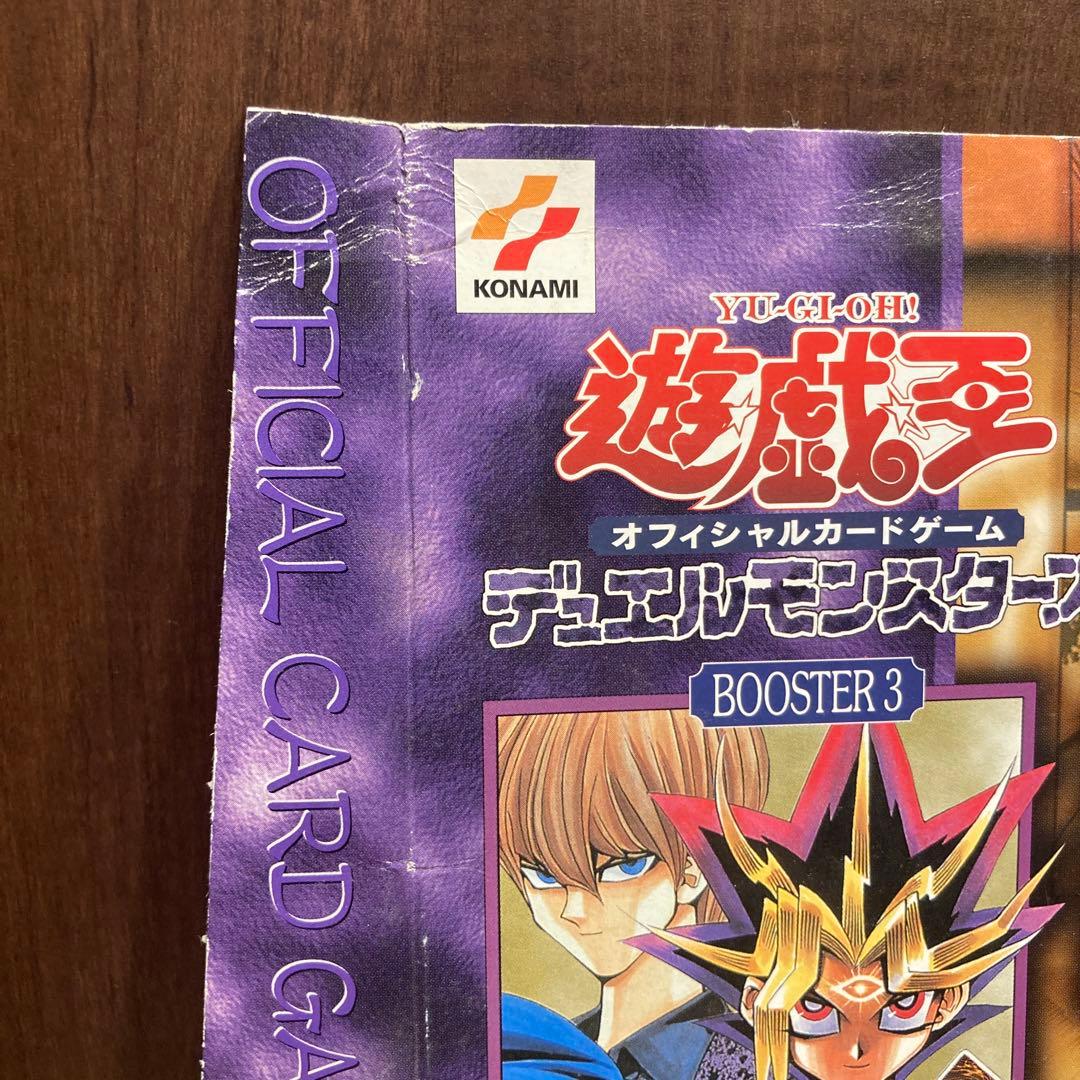 OFFICIAL CARD GA
KONAMI
YU-GI-OH!
遊☆戯☆王
オフィシャルカードゲーム
デュエルモンスターズ
BOOSTER 3